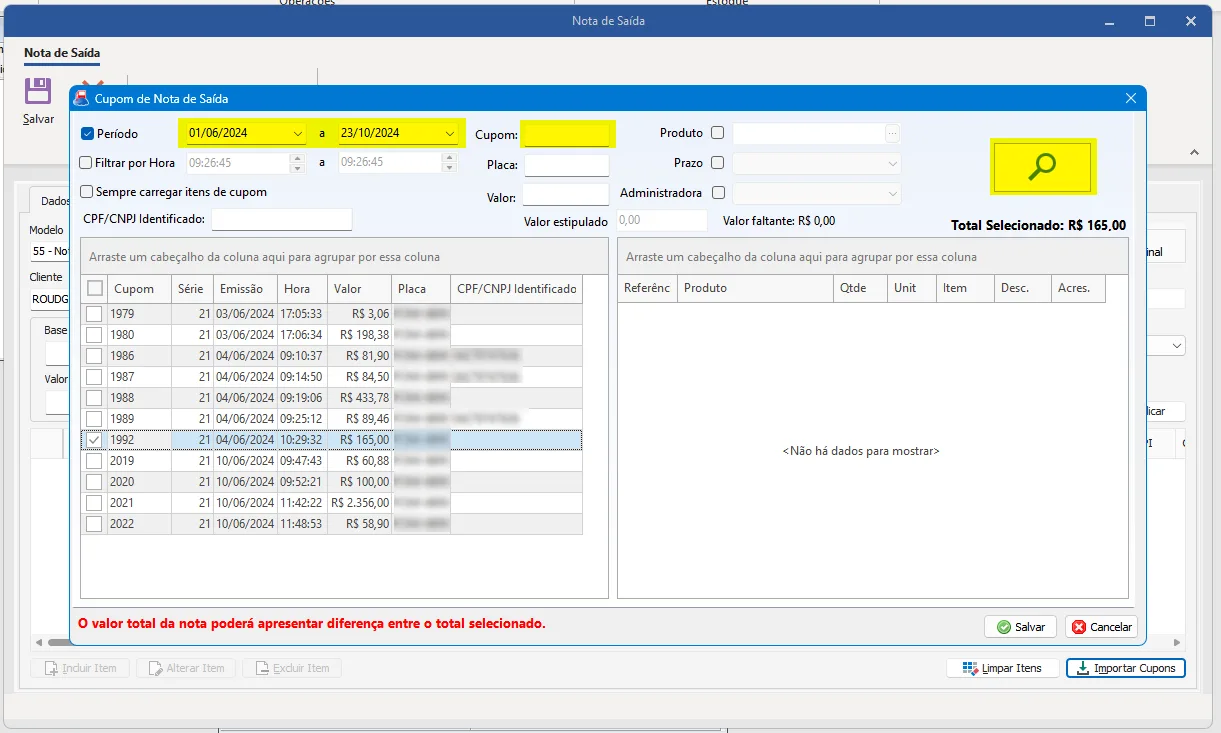 Operações Estoque
Nota de Saída
Nota de Saída
Salvar
Cupom de Nota de Saída
Período 01/06/2024 a 23/10/2024 Cupom: Produto
Filtrar por Hora 09:26:45 a 09:26:45 Placa: Prazo
Sempre carregar itens de cupom Valor: Administradora
CPF/CNPJ Identificado: Valor estipulado 0,00 Valor faltante: R$ 0,00 Total Selecionado: R$ 165,00
Dados
Modelo
55 - No
Cliente
ROUDG
Base
Valor
Arraste um cabeçalho da coluna aqui para agrupar por essa coluna
Cupom Série Emissão Hora Valor Placa CPF/CNPJ Identificado
1979 21 03/06/2024 17:05:33 R$ 3,06
1980 21 03/06/2024 17:06:34 R$ 198,38
1986 21 04/06/2024 09:10:37 R$ 81,90
1987 21 04/06/2024 09:14:50 R$ 84,50
1988 21 04/06/2024 09:19:06 R$ 433,78
1989 21 04/06/2024 09:25:12 R$ 89,46
1992 21 04/06/2024 10:29:32 R$ 165,00
2019 21 10/06/2024 09:47:43 R$ 60,88
2020 21 10/06/2024 09:52:21 R$ 100,00
2021 21 10/06/2024 11:42:22 R$ 2.356,00
2022 21 10/06/2024 11:48:53 R$ 58,90
Arraste um cabeçalho da coluna aqui para agrupar por essa coluna
Referênc Produto Qtde Unit Item Desc. Acres.
<Não há dados para mostrar>
inal
icar
O valor total da nota poderá apresentar diferença entre o total selecionado.
Salvar Cancelar
Incluir Item Alterar Item Excluir Item Limpar Itens Importar Cupons